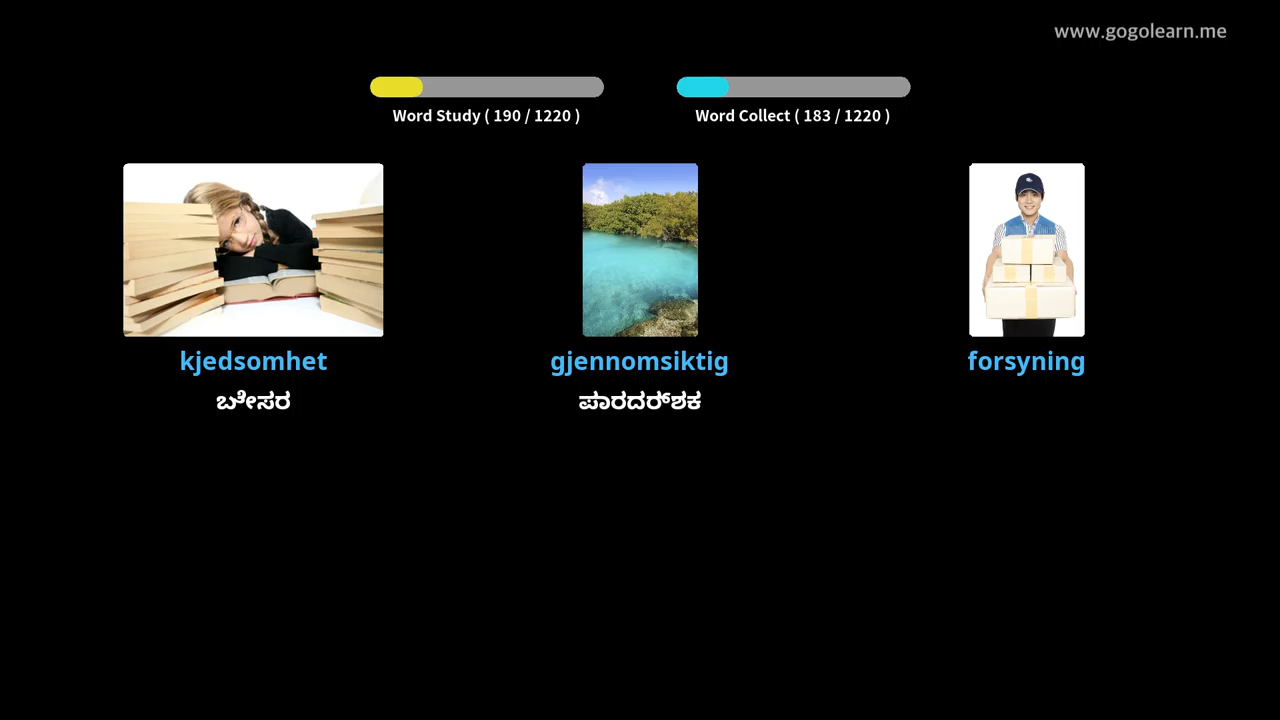 www.gogolearn.me
Word Study ( 190 / 1220 )
Word Collect ( 183 / 1220 )
kjedsomhet
gjennomsiktig
forsyning
ಬೇಸರ
ಪಾರದರ್ಶಕ